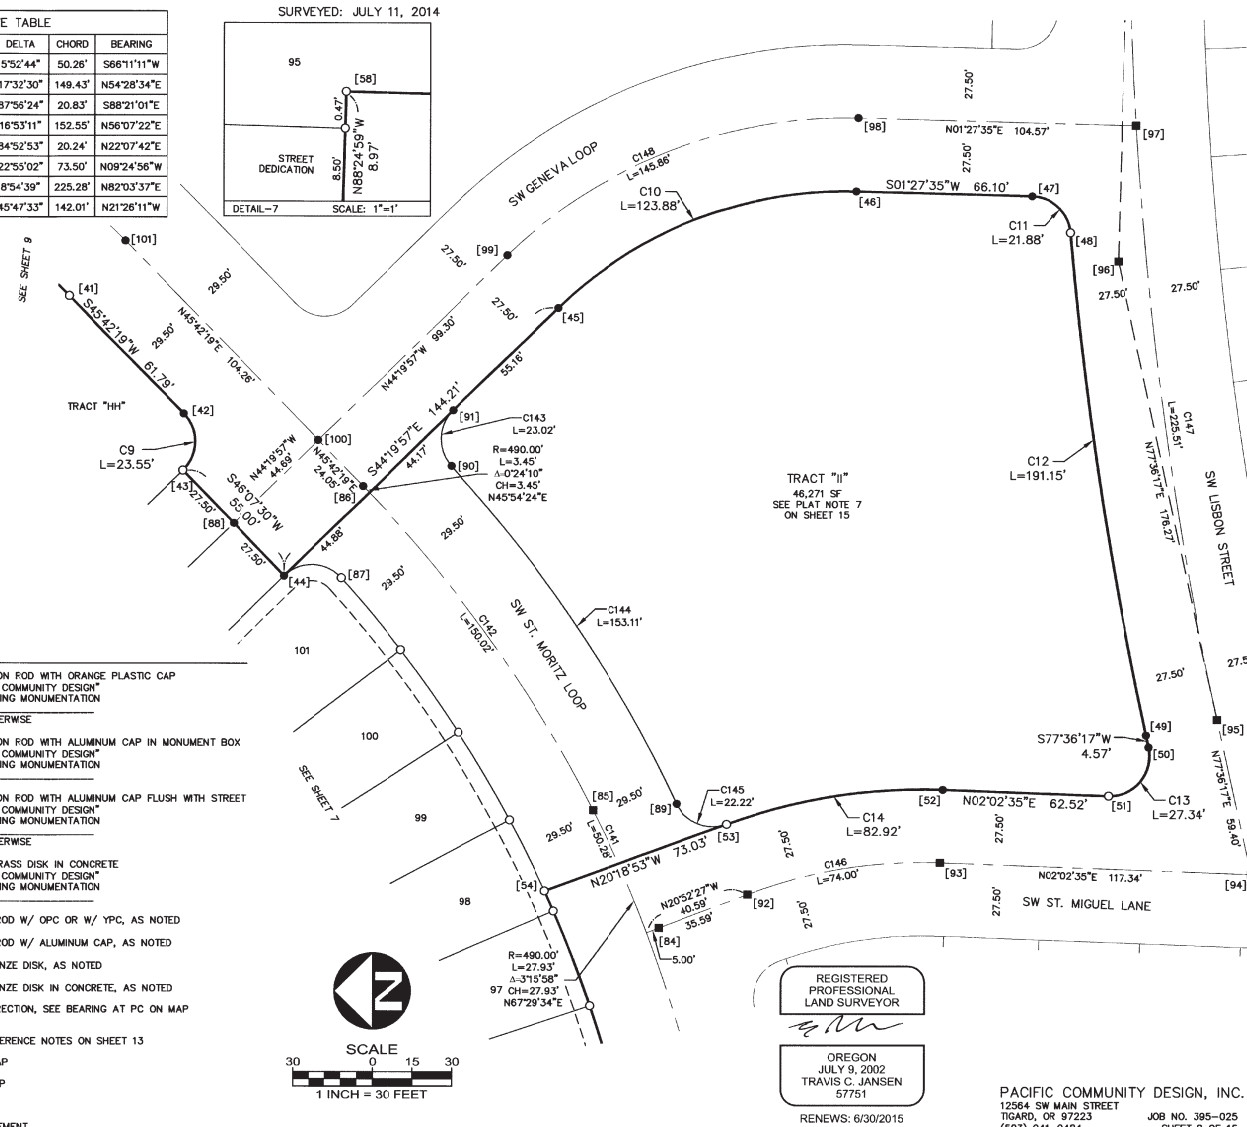 SURVEYED: JULY 11, 2014
E TABLE
DELTA CHORD BEARING
5°52'44" 50.26' S66°11'11"W
17°32'30" 149.43' N54°28'34"E
87°56'24" 20.83' S88°21'01"E
16°53'11" 152.55' N56°07'22"E
84°52'53" 20.24' N22°07'42"E
22°55'02" 73.50' N09°24'56"W
8°54'39" 225.28' N82°03'37"E
45°47'33" 142.01' N21°26'11"W
95
[58]
0.47'
8.50'
N88°24'59"W
8.97'
STREET
DEDICATION
DETAIL-7 SCALE: 1"=1'
SEE SHEET 9
[101]
[41]
S45°42'19"W
61.79'
29.50'
29.50'
N45°42'19"E 104.26'
TRACT "HH"
[42]
C9
L=23.55'
[43]
27.50'
[88]
27.50'
N44°19'57"W
44.69'
S46°07'30"W
55.00'
[100]
N45°42'19"E
24.05'
[86]
SW GENEVA LOOP
C148
L=145.86'
[99]
27.50'
27.50'
N44°19'57"W 99.30'
[45]
55.16'
S44°19'57"E 144.21'
44.17'
44.88'
[44]
[87]
[91]
C143
L=23.02'
R=490.00'
L=3.45'
Δ=0°24'10"
CH=3.45'
N45°54'24"E
[90]
29.50'
29.50'
C10
L=123.88'
[98]
27.50'
27.50'
N01°27'35"E 104.57'
[97]
S01°27'35"W 66.10'
[46]
[47]
C11
L=21.88'
[48]
[96]
27.50'
27.50'
TRACT "II"
46,271 SF
SEE PLAT NOTE 7
ON SHEET 15
C12
L=191.15'
C147
L=225.51'
N77°36'17"E 176.27'
SW LISBON STREET
C142
L=150.02'
SW ST. MORITZ LOOP
C144
L=153.11'
27.50'
27.5
[49]
S77°36'17"W
4.57'
[50]
[95]
N77°36'17"E 59.40'
101
100
99
98
97
SEE SHEET 7
[85]
29.50'
29.50'
C141
L=50.28'
[89]
C145
L=22.22'
[53]
[52]
N02°02'35"E 62.52'
[51]
C13
L=27.34'
C14
L=82.92'
N20°18'53"W 73.03'
[54]
27.50'
27.50'
C146
L=74.00'
27.50'
27.50'
[93]
N02°02'35"E 117.34'
[94]
SW ST. MIGUEL LANE
N20°52'27"W
40.59'
35.59'
[92]
[84]
5.00'
R=490.00'
L=27.93'
Δ=3°15'58"
CH=27.93'
N67°29'34"E
ON ROD WITH ORANGE PLASTIC CAP
COMMUNITY DESIGN"
ING MONUMENTATION
ERWISE
ON ROD WITH ALUMINUM CAP IN MONUMENT BOX
COMMUNITY DESIGN"
ING MONUMENTATION
ON ROD WITH ALUMINUM CAP FLUSH WITH STREET
COMMUNITY DESIGN"
ING MONUMENTATION
ERWISE
RASS DISK IN CONCRETE
COMMUNITY DESIGN"
ING MONUMENTATION
ROD W/ OPC OR W/ YPC, AS NOTED
ROD W/ ALUMINUM CAP, AS NOTED
NZE DISK, AS NOTED
NZE DISK IN CONCRETE, AS NOTED
RECTION, SEE BEARING AT PC ON MAP
FERENCE NOTES ON SHEET 13
AP
P
EMENT
N
SCALE
30 0 15 30
1 INCH = 30 FEET
REGISTERED
PROFESSIONAL
LAND SURVEYOR
OREGON
JULY 9, 2002
TRAVIS C. JANSEN
57751
RENEWS: 6/30/2015
PACIFIC COMMUNITY DESIGN, INC.
12564 SW MAIN STREET
TIGARD, OR 97223 JOB NO. 395-025